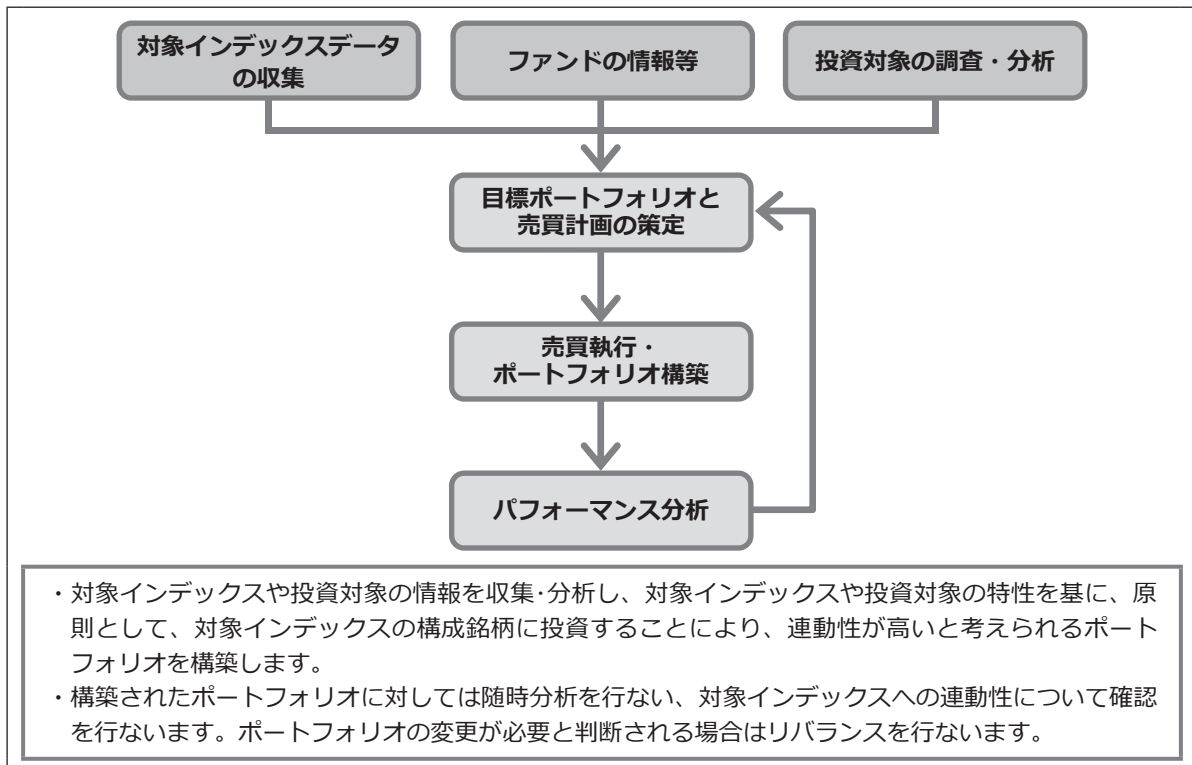 対象インデックスデータ
の収集
ファンドの情報等
投資対象の調査・分析
目標ポートフォリオと
売買計画の策定
売買執行・
ポートフォリオ構築
パフォーマンス分析
・対象インデックスや投資対象の情報を収集･分析し、対象インデックスや投資対象の特性を基に、原
則として、対象インデックスの構成銘柄に投資することにより、連動性が高いと考えられるポート
フォリオを構築します。
・構築されたポートフォリオに対しては随時分析を行ない、対象インデックスへの連動性について確認
を行ないます。ポートフォリオの変更が必要と判断される場合はリバランスを行ないます。